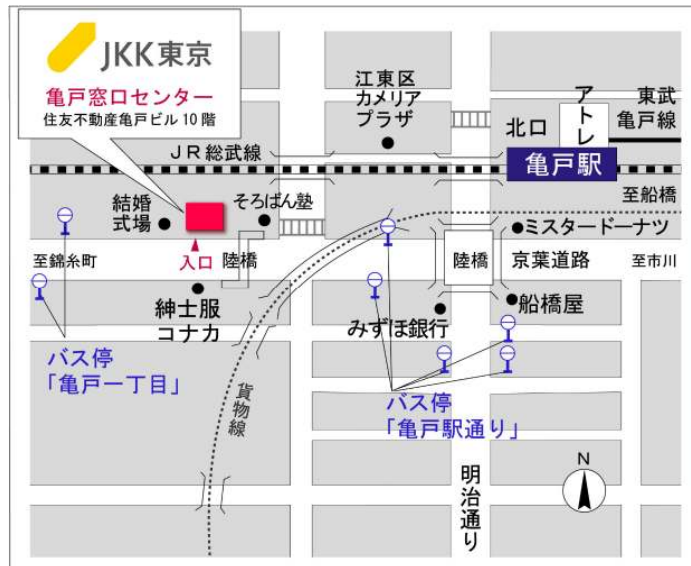 JKK東京
亀戸窓口センター
住友不動産亀戸ビル10階
江東区
カメリア
プラザ
アトレ
東武
亀戸線
北口
亀戸駅
JR総武線
至船橋
結婚
式場
そろばん塾
ミスタードーナツ
至錦糸町
入口
陸橋
陸橋
京葉道路
至市川
紳士服
コナカ
みずほ銀行
船橋屋
バス停
「亀戸一丁目」
バス停
「亀戸駅通り」
貨物線
明治通り
N